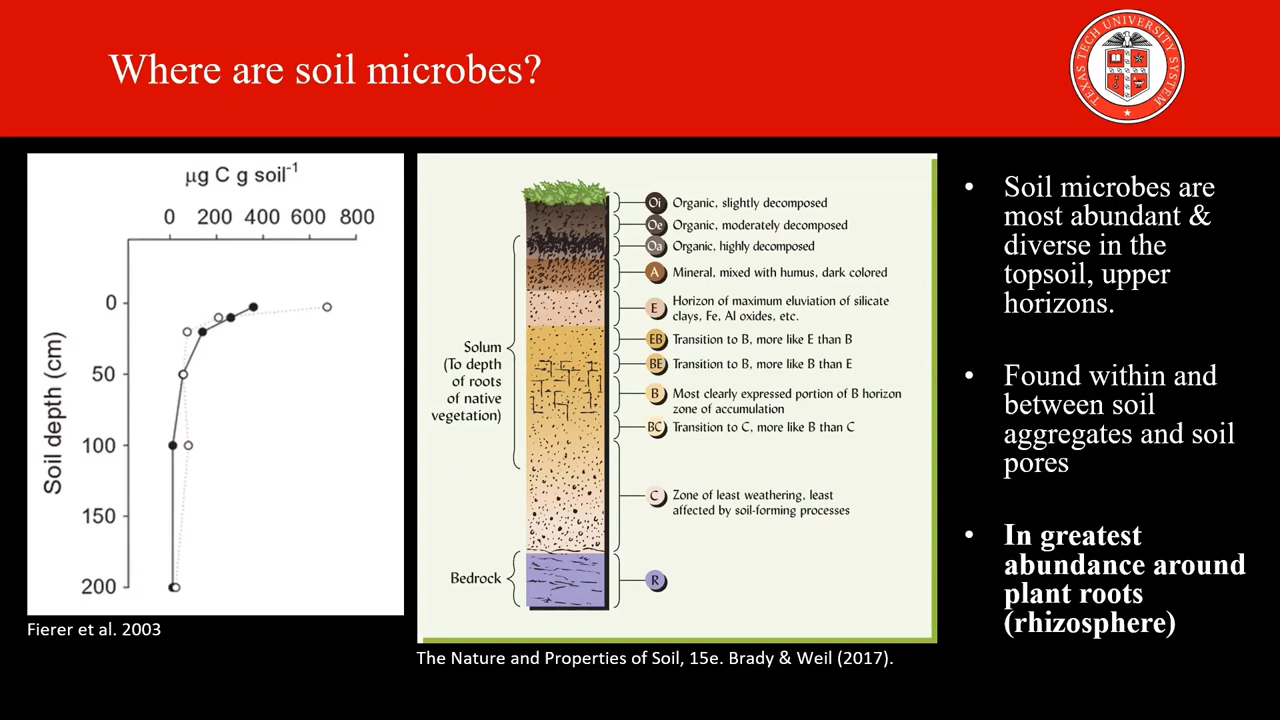 Where are soil microbes?
TEXAS TECH UNIVERSITY SYSTEM
μg C g soil⁻¹
0 200 400 600 800
Soil depth (cm)
0
50
100
150
200
Fierer et al. 2003
Oi Organic, slightly decomposed
Oe Organic, moderately decomposed
Oa Organic, highly decomposed
A Mineral, mixed with humus, dark colored
E Horizon of maximum eluviation of silicate
clays, Fe, Al oxides, etc.
EB Transition to B, more like E than B
BE Transition to B, more like B than E
B Most clearly expressed portion of B horizon
zone of accumulation
BC Transition to C, more like B than C
C Zone of least weathering, least
affected by soil-forming processes
R
Solum
(To depth
of roots
of native
vegetation)
Bedrock
The Nature and Properties of Soil, 15e. Brady & Weil (2017).
• Soil microbes are
most abundant &
diverse in the
topsoil, upper
horizons.
• Found within and
between soil
aggregates and soil
pores
• In greatest
abundance around
plant roots
(rhizosphere)